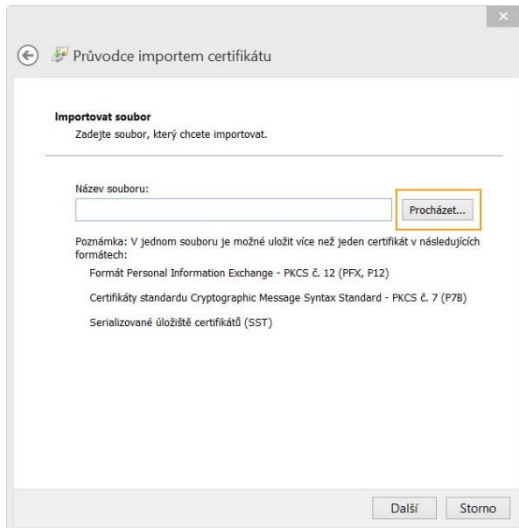 Průvodce importem certifikátu
Importovat soubor
Zadejte soubor, který chcete importovat.
Název souboru:
Procházet...
Poznámka: V jednom souboru je možné uložit více než jeden certifikát v následujících
formátech:
Formát Personal Information Exchange - PKCS č. 12 (PFX, P12)
Certifikáty standardu Cryptographic Message Syntax Standard - PKCS č. 7 (P7B)
Serializované úložiště certifikátů (SST)
Další
Storno